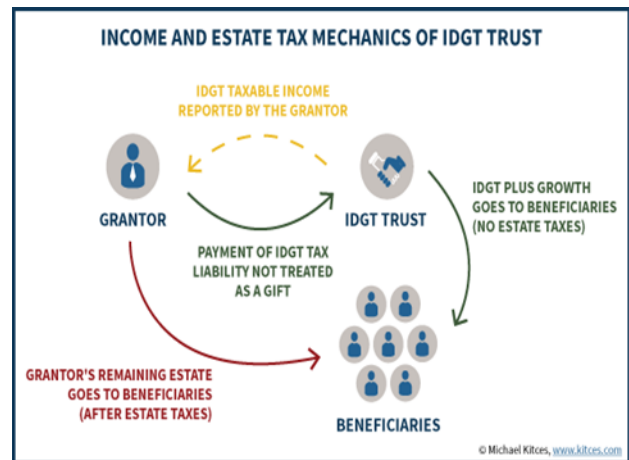 INCOME AND ESTATE TAX MECHANICS OF IDGT TRUST
IDGT TAXABLE INCOME
REPORTED BY THE GRANTOR
GRANTOR
IDGT TRUST
IDGT PLUS GROWTH
GOES TO BENEFICIARIES
(NO ESTATE TAXES)
PAYMENT OF IDGT TAX
LIABILITY NOT TREATED
AS A GIFT
GRANTOR'S REMAINING ESTATE
GOES TO BENEFICIARIES
(AFTER ESTATE TAXES)
BENEFICIARIES
© Michael Kitces, www.kitces.com